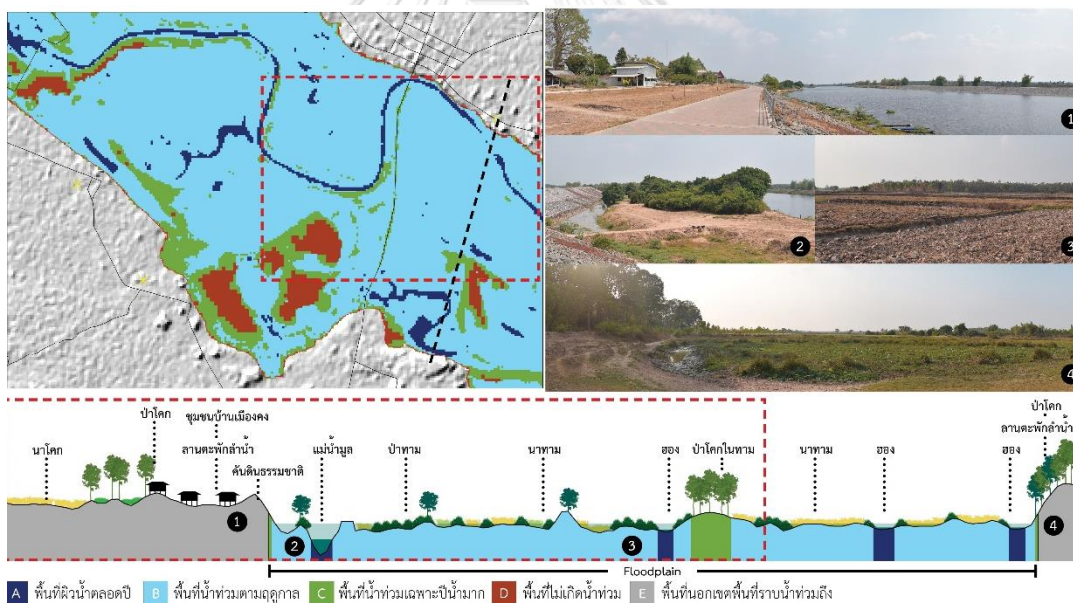 1
2
3
4
นาโคก
ป่าโคก
ชุมชนบ้านเมืองคง
ลานตะพักลำน้ำ
คันดินธรรมชาติ
แม่น้ำมูล
ป่าทาม
นาทาม
ฮอง
ป่าโคกในทาม
นาทาม
ฮอง
ฮอง
ป่าโคก
ลานตะพักลำน้ำ
1
2
3
4
Floodplain
A พื้นที่ผิวน้ำตลอดปี B พื้นที่น้ำท่วมตามฤดูกาล C พื้นที่น้ำท่วมเฉพาะปีน้ำมาก D พื้นที่ไม่เกิดน้ำท่วม E พื้นที่นอกเขตพื้นที่ราบน้ำท่วมถึง